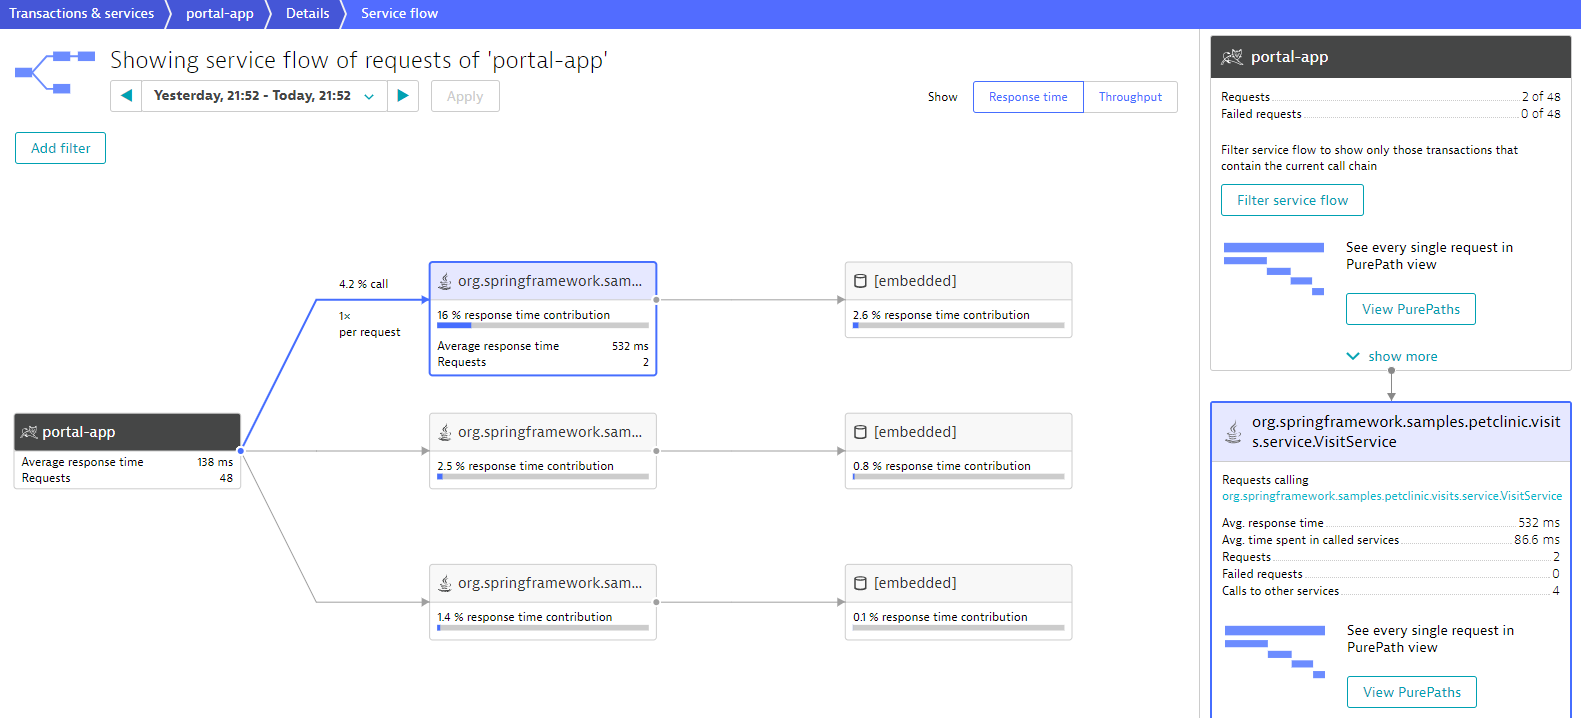 Transactions & services
portal-app
Details
Service flow
Showing service flow of requests of 'portal-app'
Yesterday, 21:52 - Today, 21:52
Apply
Show
Response time
Throughput
Add filter
4.2 % call
1×
per request
portal-app
Average response time 138 ms
Requests 48
org.springframework.sam...
16 % response time contribution
Average response time 532 ms
Requests 2
[embedded]
2.6 % response time contribution
org.springframework.sam...
2.5 % response time contribution
[embedded]
0.8 % response time contribution
org.springframework.sam...
1.4 % response time contribution
[embedded]
0.1 % response time contribution
portal-app
Requests 2 of 48
Failed requests 0 of 48
Filter service flow to show only those transactions that
contain the current call chain
Filter service flow
See every single request in
PurePath view
View PurePaths
show more
org.springframework.samples.petclinic.visit
s.service.VisitService
Requests calling
org.springframework.samples.petclinic.visits.service.VisitService
Avg. response time 532 ms
Avg. time spent in called services 86.6 ms
Requests 2
Failed requests 0
Calls to other services 4
See every single request in
PurePath view
View PurePaths